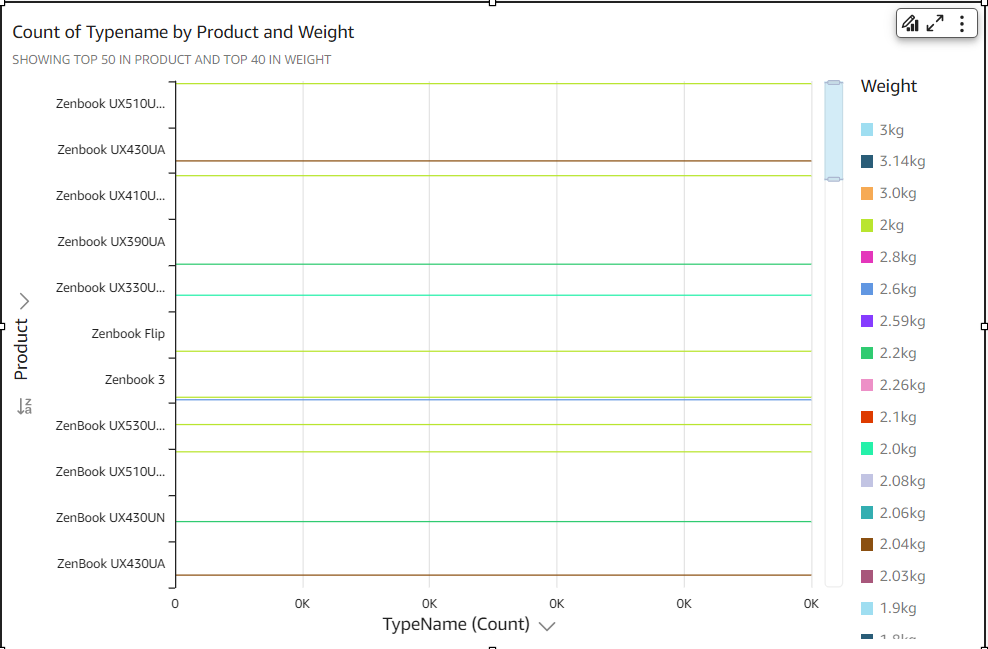 Count of Typename by Product and Weight
SHOWING TOP 50 IN PRODUCT AND TOP 40 IN WEIGHT
Product
Zenbook UX510U...
Zenbook UX430UA
Zenbook UX410U...
Zenbook UX390UA
Zenbook UX330U...
Zenbook Flip
Zenbook 3
ZenBook UX530U...
ZenBook UX510U...
ZenBook UX430UN
ZenBook UX430UA
0 0K 0K 0K 0K 0K
TypeName (Count)
Weight
3kg
3.14kg
3.0kg
2kg
2.8kg
2.6kg
2.59kg
2.2kg
2.26kg
2.1kg
2.0kg
2.08kg
2.06kg
2.04kg
2.03kg
1.9kg